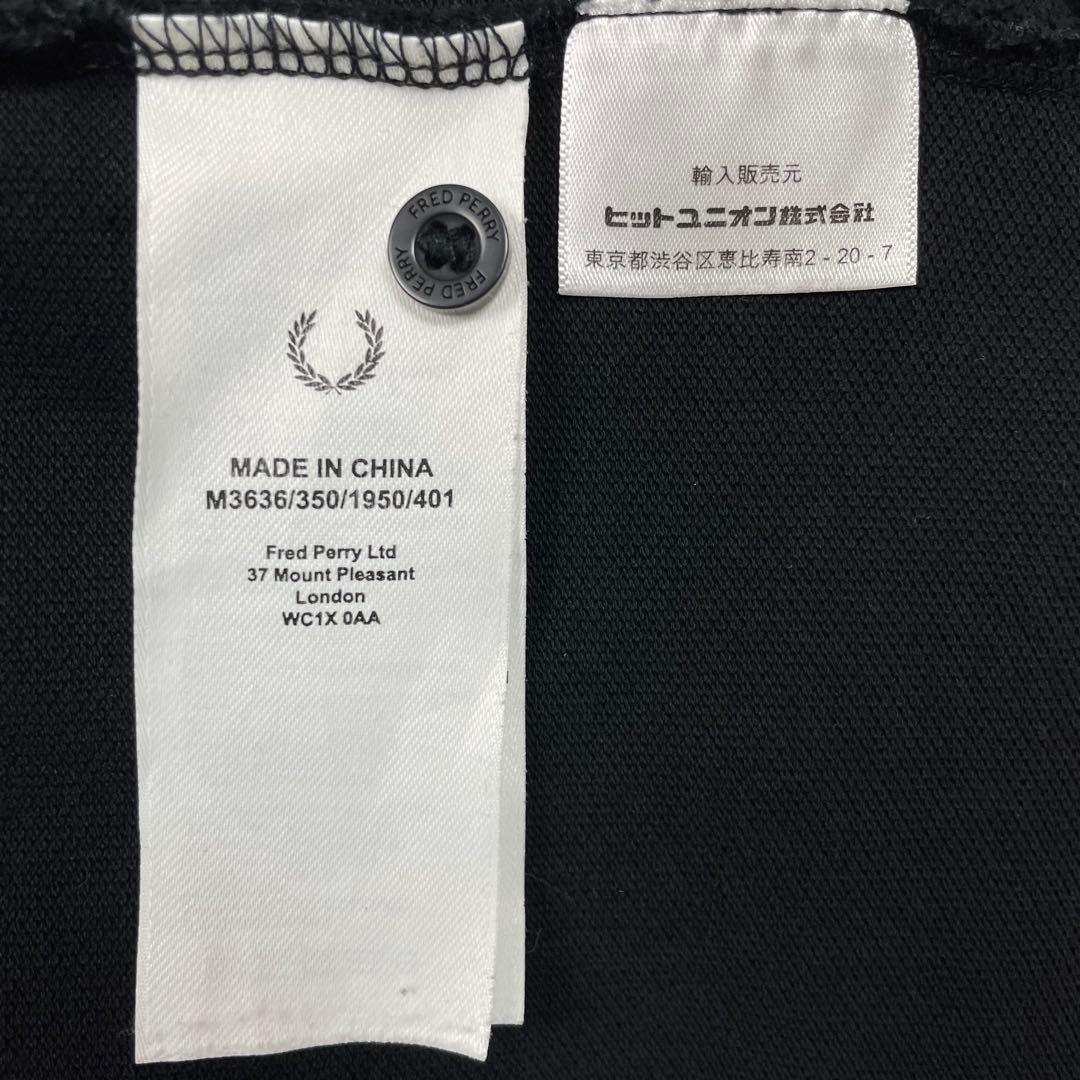 FRED PERRY
FRED PERRY
MADE IN CHINA
M3636/350/1950/401
Fred Perry Ltd
37 Mount Pleasant
London
WC1X 0AA
輸入販売元
ヒットユニオン株式会社
東京都渋谷区恵比寿南2-20-7